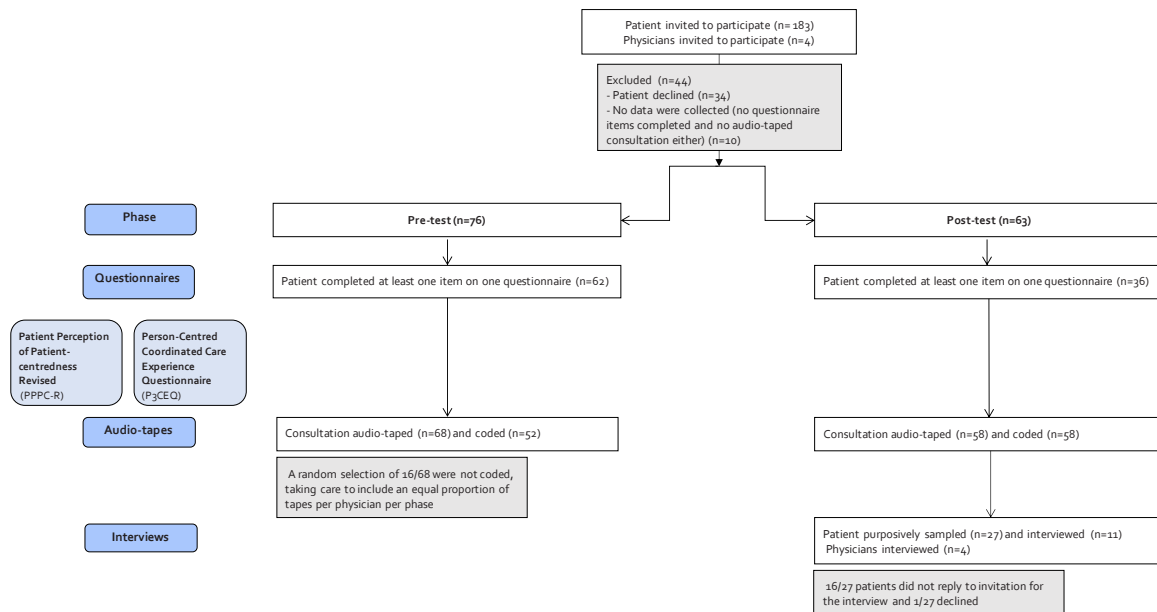 Patient invited to participate (n= 183)
Physicians invited to participate (n=4)
Excluded (n=44)
- Patient declined (n=34)
- No data were collected (no questionnaire
items completed and no audio-taped
consultation either) (n=10)
Phase
Pre-test (n=76)
Post-test (n=63)
Questionnaires
Patient completed at least one item on one questionnaire (n=62)
Patient completed at least one item on one questionnaire (n=36)
Patient Perception
of Patient-
centredness
Revised
(PPPC-R)
Person-Centred
Coordinated Care
Experience
Questionnaire
(P3CEQ)
Audio-tapes
Consultation audio-taped (n=68) and coded (n=52)
Consultation audio-taped (n=58) and coded (n=58)
A random selection of 16/68 were not coded,
taking care to include an equal proportion of
tapes per physician per phase
Interviews
Patient purposively sampled (n=27) and interviewed (n=11)
Physicians interviewed (n=4)
16/27 patients did not reply to invitation for
the interview and 1/27 declined